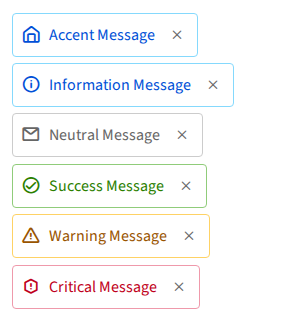 Accent Message
Information Message
Neutral Message
Success Message
Warning Message
Critical Message